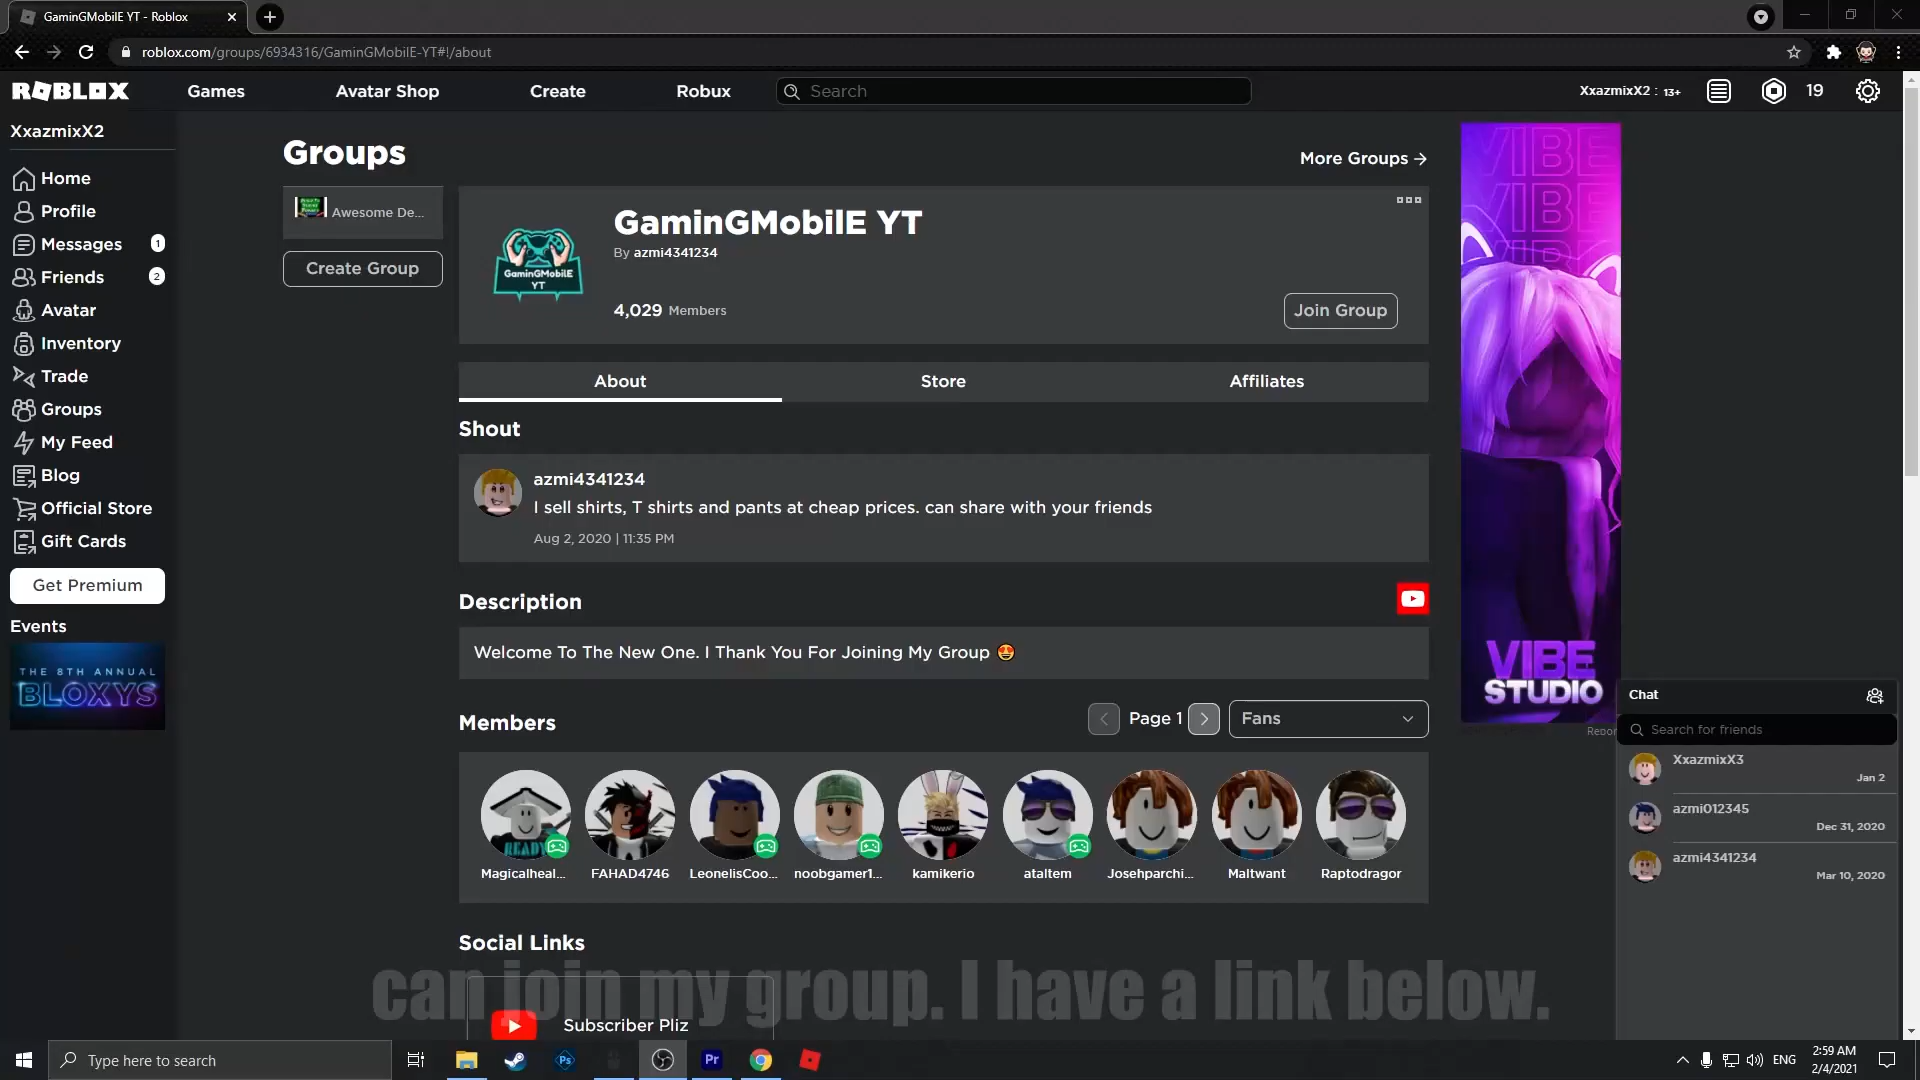 GaminGMobilE YT - Roblox
roblox.com/groups/6934316/GaminGMobilE-YT#!/about
ROBLOX
Games
Avatar Shop
Create
Robux
Search
XxazmixX2 : 13+
19
XxazmixX2
Home
Profile
Messages 1
Friends 2
Avatar
Inventory
Trade
Groups
My Feed
Blog
Official Store
Gift Cards
Get Premium
Events
THE 8TH ANNUAL
BLOXYS
Groups
More Groups →
Awesome De...
Create Group
GaminGMobilE
YT
GaminGMobilE YT
By azmi4341234
4,029 Members
Join Group
About
Store
Affiliates
Shout
azmi4341234
I sell shirts, T shirts and pants at cheap prices. can share with your friends
Aug 2, 2020 | 11:35 PM
Description
Welcome To The New One. I Thank You For Joining My Group 😍
Members
Page 1
Fans
READY
Magicalheal...
FAHAD4746
LeonelisCoo...
noobgamer1...
kamikerio
ataltem
Josehparchi...
Maltwant
Raptodragor
Social Links
Subscriber Pliz
can join my group. I have a link below.
VIBE
VIBE
VIBE
VIBE
STUDIO
Repor
Chat
Search for friends
XxazmixX3
Jan 2
azmi012345
Dec 31, 2020
azmi4341234
Mar 10, 2020
Type here to search
Ps
Pr
ENG
2:59 AM
2/4/2021